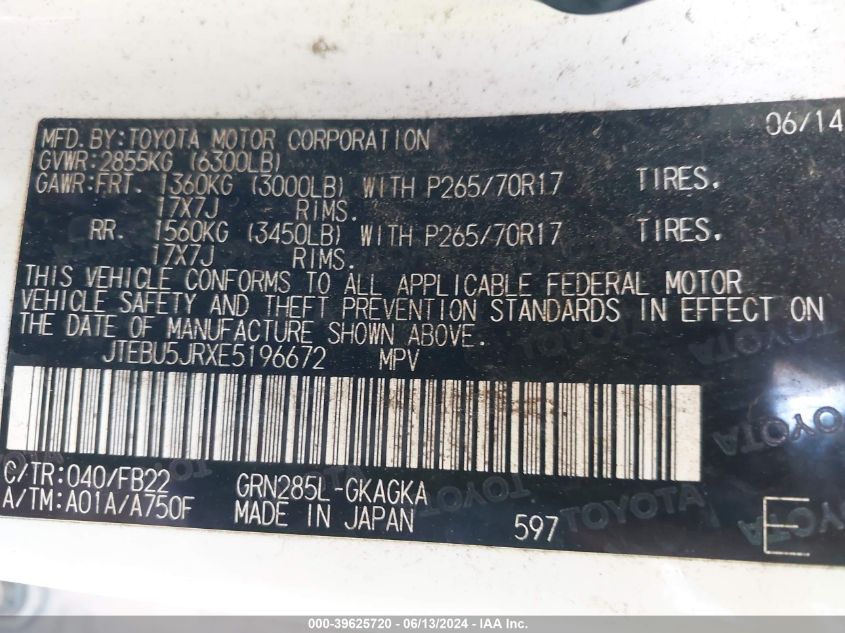 MFD.BY:TOYOTA MOTOR CORPORATION 06/14
GVWR:2855KG (6300LB)
GAWR:FRT. 1360KG (3000LB) WITH P265/70R17 TIRES.
17X7J RIMS.
RR. 1560KG (3450LB) WITH P265/70R17 TIRES.
17X7J RIMS.
THIS VEHICLE CONFORMS TO ALL APPLICABLE FEDERAL MOTOR
VEHICLE SAFETY AND THEFT PREVENTION STANDARDS IN EFFECT ON
THE DATE OF MANUFACTURE SHOWN ABOVE.
JTEBU5JRXE5196672 MPV
TOYOTA
C/TR:040/FB22 GRN285L-GKAGKA
A/TM:A01A/A750F MADE IN JAPAN 597 E
TOYOTA TOYOTA
000-39625720 - 06/13/2024 - IAA Inc.